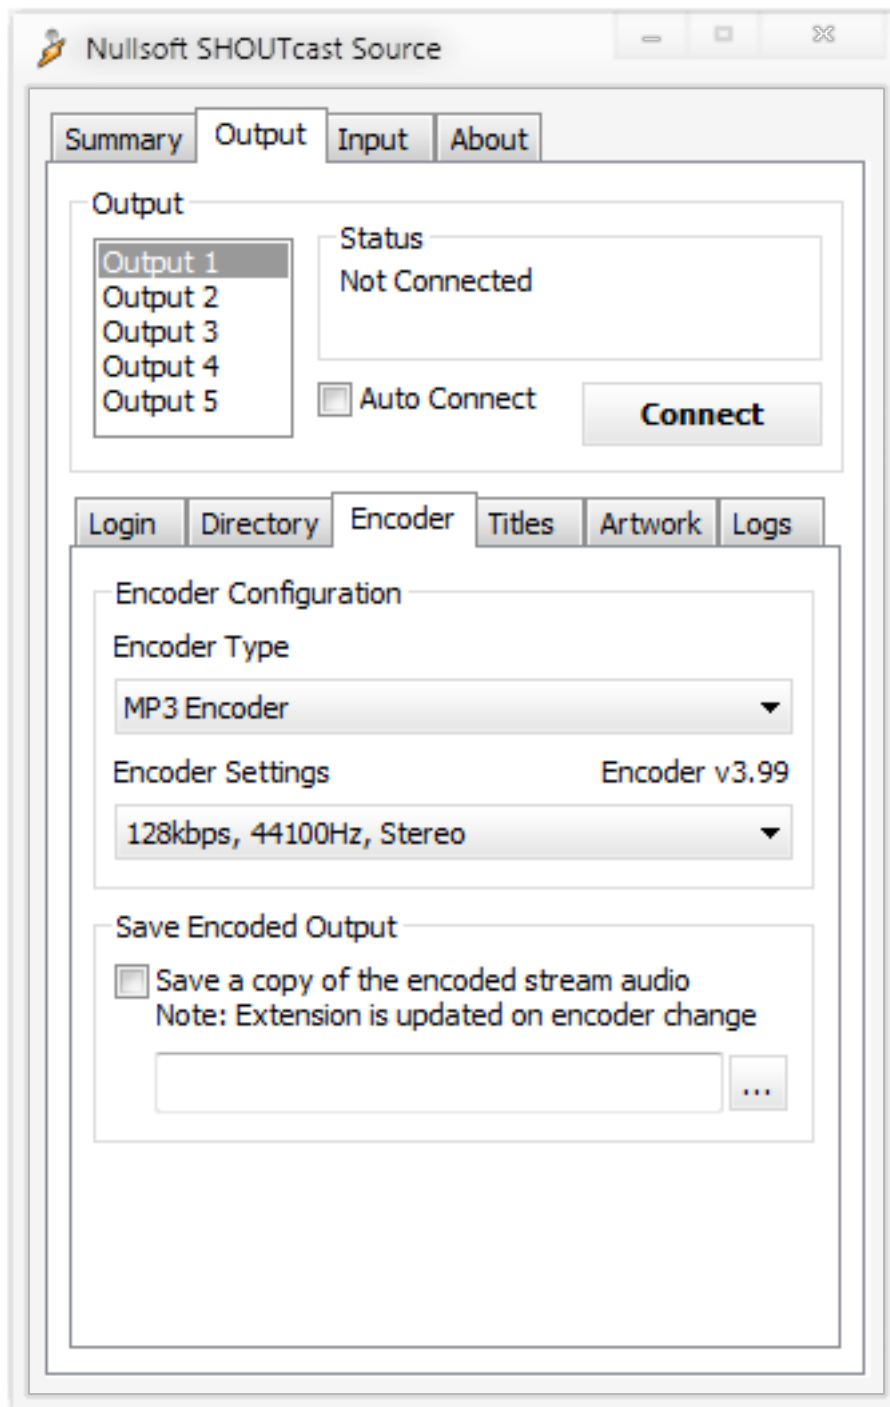 Nullsoft SHOUTcast Source
Summary Output Input About
Output
Output 1
Output 2
Output 3
Output 4
Output 5
Status
Not Connected
Auto Connect
Connect
Login Directory Encoder Titles Artwork Logs
Encoder Configuration
Encoder Type
MP3 Encoder
Encoder Settings Encoder v3.99
128kbps, 44100Hz, Stereo
Save Encoded Output
Save a copy of the encoded stream audio
Note: Extension is updated on encoder change
...